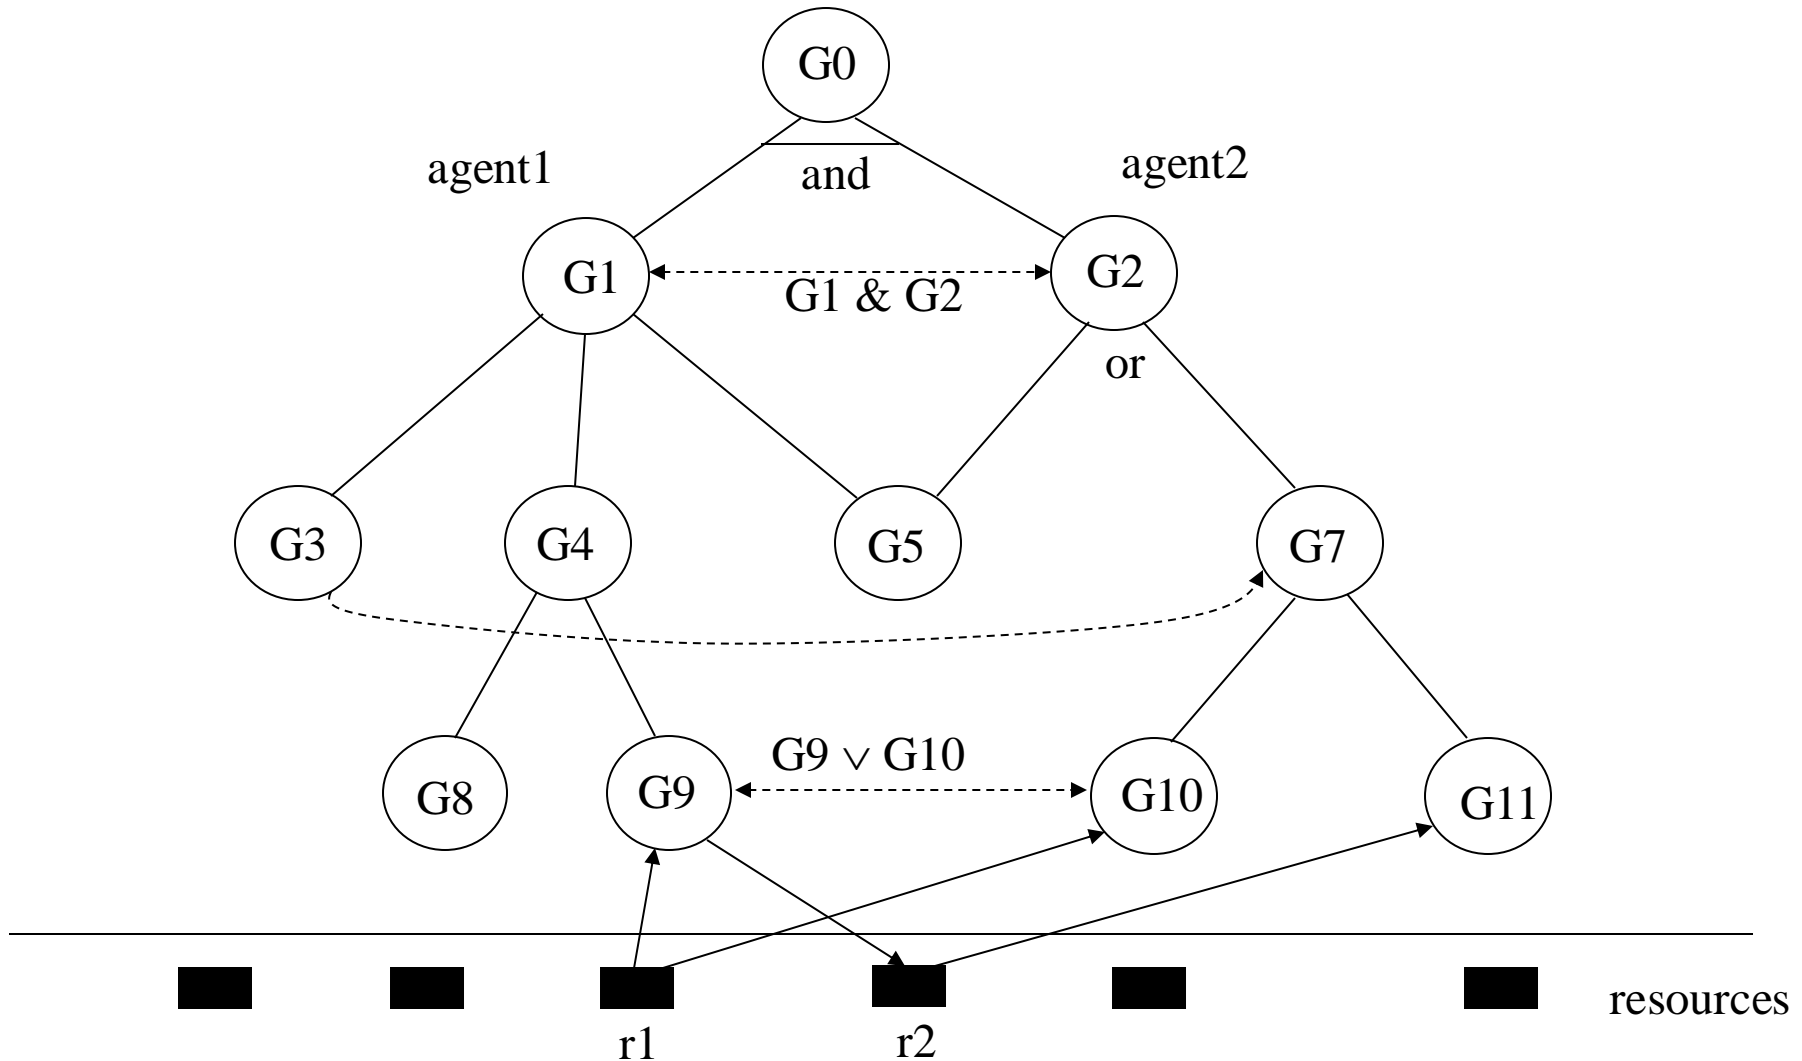 G0
agent1
and
agent2
G1
G1 & G2
G2
or
G3
G4
G5
G7
G9 ∨ G10
G8
G9
G10
G11
resources
r1
r2